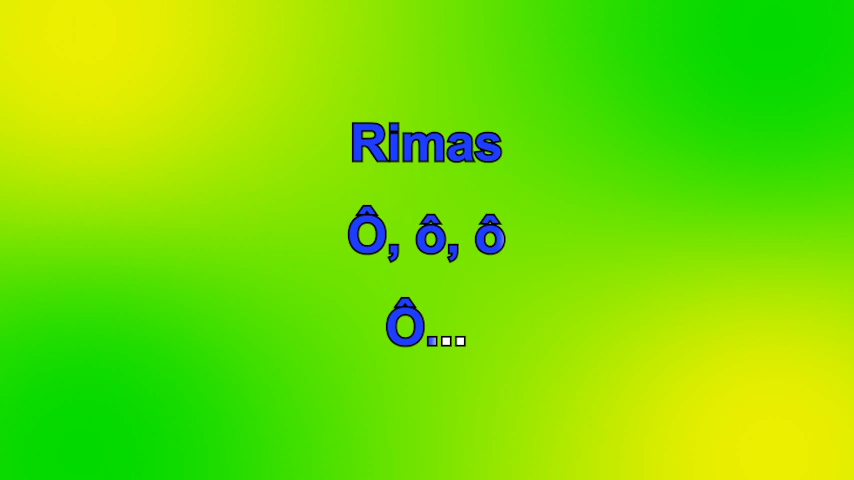 Rimas
Ô, ô, ô
Ô...